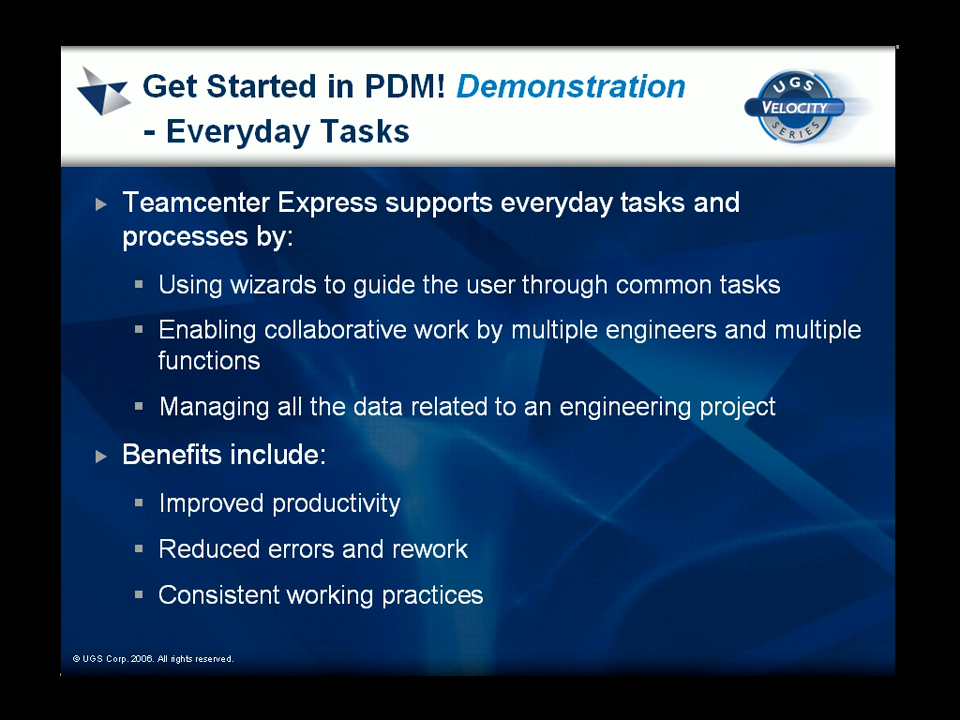 Get Started in PDM! Demonstration
- Everyday Tasks
UGS
VELOCITY
SERIES
Teamcenter Express supports everyday tasks and
processes by:
Using wizards to guide the user through common tasks
Enabling collaborative work by multiple engineers and multiple
functions
Managing all the data related to an engineering project
Benefits include:
Improved productivity
Reduced errors and rework
Consistent working practices
© UGS Corp. 2006. All rights reserved.